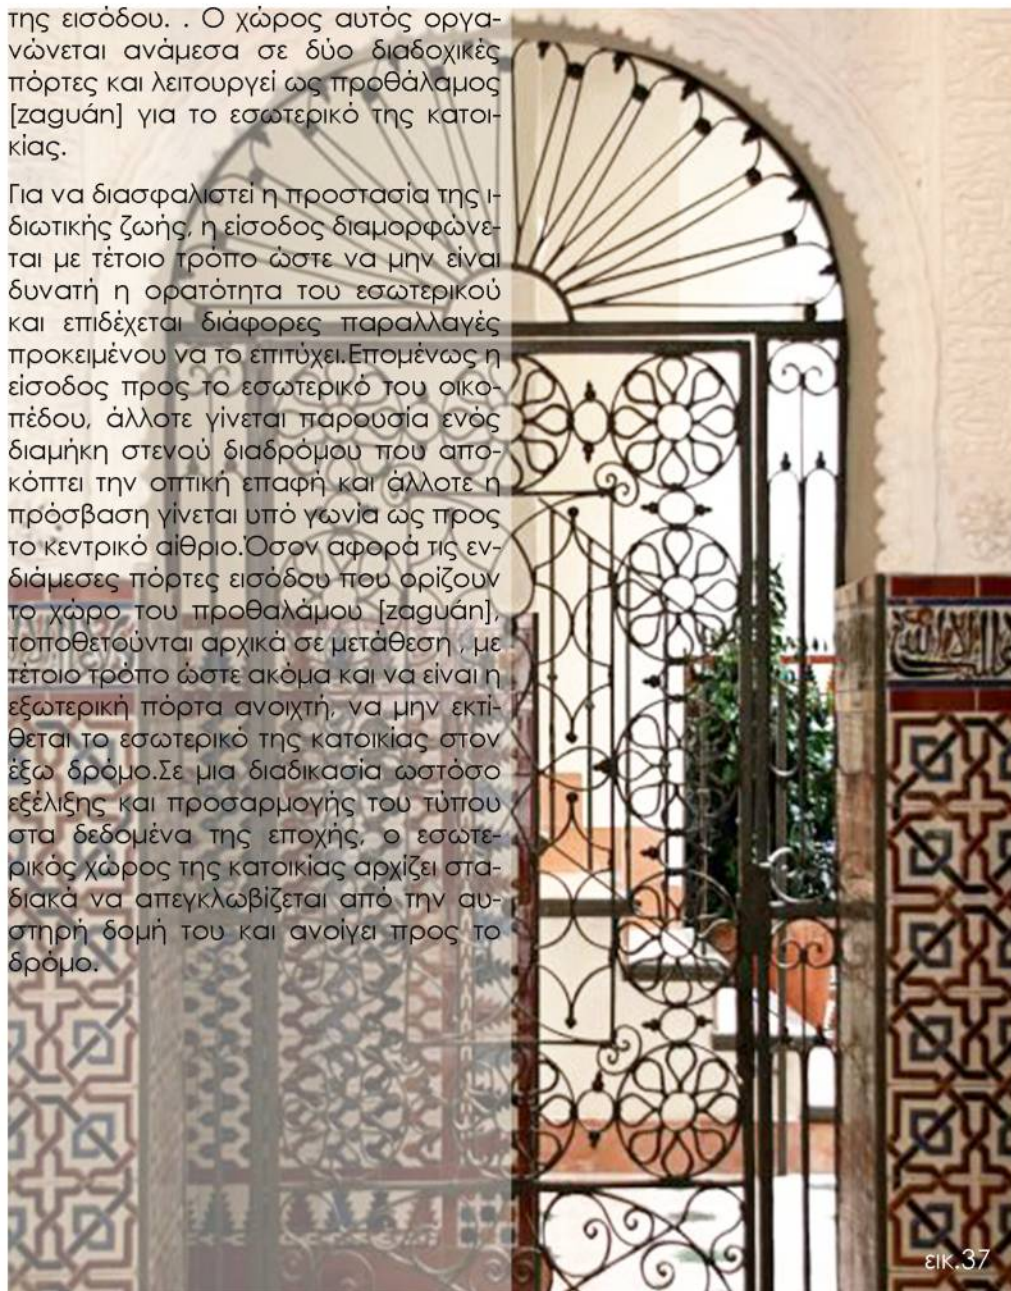 της εισόδου. . Ο χώρος αυτός οργα-
νώνεται ανάμεσα σε δύο διαδοχικές
πόρτες και λειτουργεί ως προθάλαμος
[zaguán] για το εσωτερικό της κατοι-
κίας.
Για να διασφαλιστεί η προστασία της ι-
διωτικής ζωής, η είσοδος διαμορφώνε-
ται με τέτοιο τρόπο ώστε να μην είναι
δυνατή η ορατότητα του εσωτερικού
και επιδέχεται διάφορες παραλλαγές
προκειμένου να το επιτύχει.Επομένως η
είσοδος προς το εσωτερικό του οικο-
πέδου, άλλοτε γίνεται παρουσία ενός
διαμήκη στενού διαδρόμου που απο-
κόπτει την οπτική επαφή και άλλοτε η
πρόσβαση γίνεται υπό γωνία ως προς
το κεντρικό αίθριο.Όσον αφορά τις εν-
διάμεσες πόρτες εισόδου που ορίζουν
το χώρο του προθαλάμου [zaguán],
τοποθετούνται αρχικά σε μετάθεση , με
τέτοιο τρόπο ώστε ακόμα και να είναι η
εξωτερική πόρτα ανοιχτή, να μην εκτί-
θεται το εσωτερικό της κατοικίας στον
έξω δρόμο.Σε μια διαδικασία ωστόσο
εξέλιξης και προσαρμογής του τύπου
στα δεδομένα της εποχής, ο εσωτε-
ρικός χώρος της κατοικίας αρχίζει στα-
διακά να απεγκλωβίζεται από την αυ-
στηρή δομή του και ανοίγει προς το
δρόμο.
εικ.37